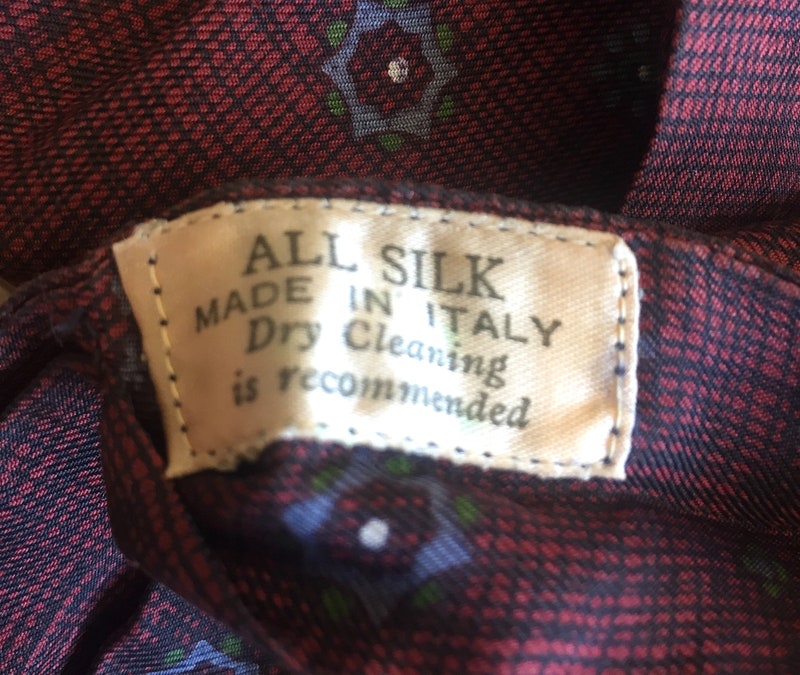 ALL SILK
MADE IN ITALY
Dry Cleaning
is recommended